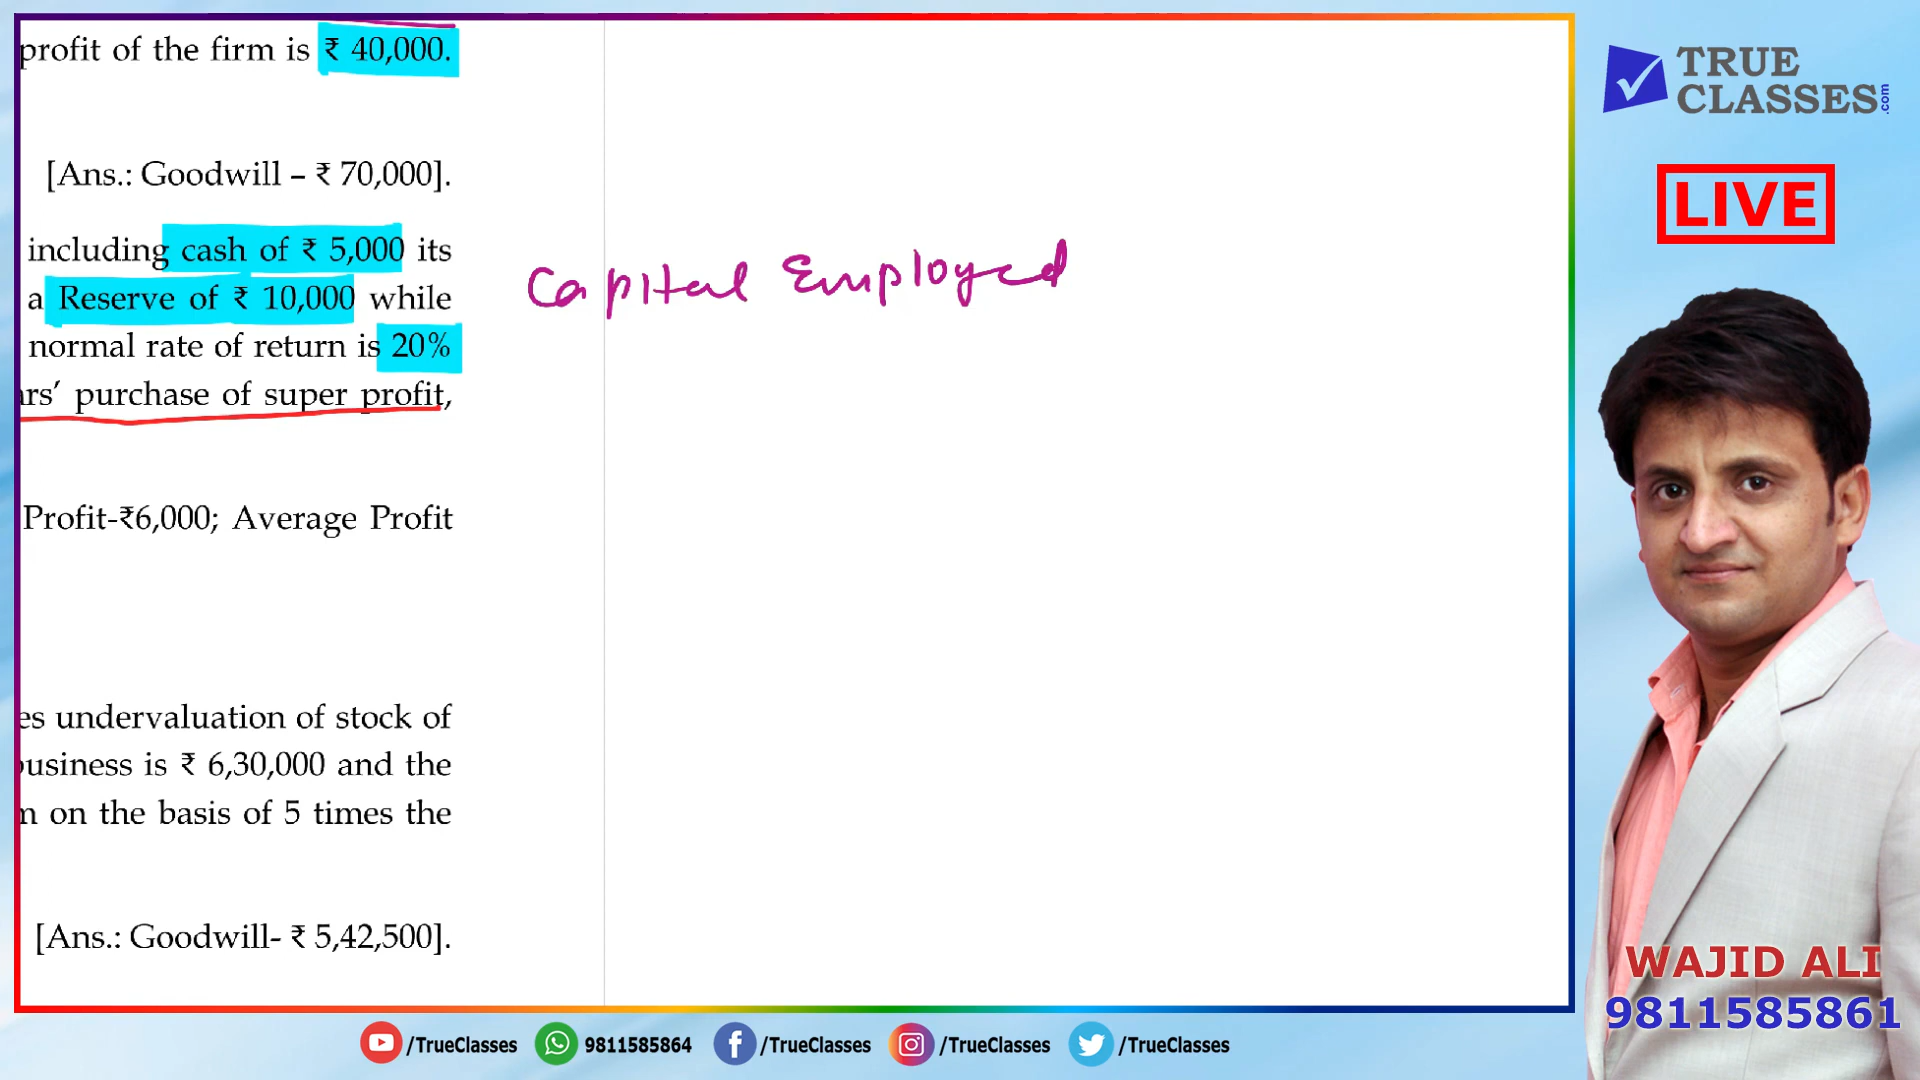 profit of the firm is ₹ 40,000.
[Ans.: Goodwill – ₹ 70,000].
including cash of ₹ 5,000 its
a Reserve of ₹ 10,000 while
normal rate of return is 20%
rs’ purchase of super profit,
Profit-₹6,000; Average Profit
es undervaluation of stock of
business is ₹ 6,30,000 and the
on the basis of 5 times the
[Ans.: Goodwill- ₹ 5,42,500].
Capital Employed
TRUE
CLASSES.com
LIVE
WAJID ALI
9811585861
/TrueClasses 9811585864 /TrueClasses /TrueClasses /TrueClasses